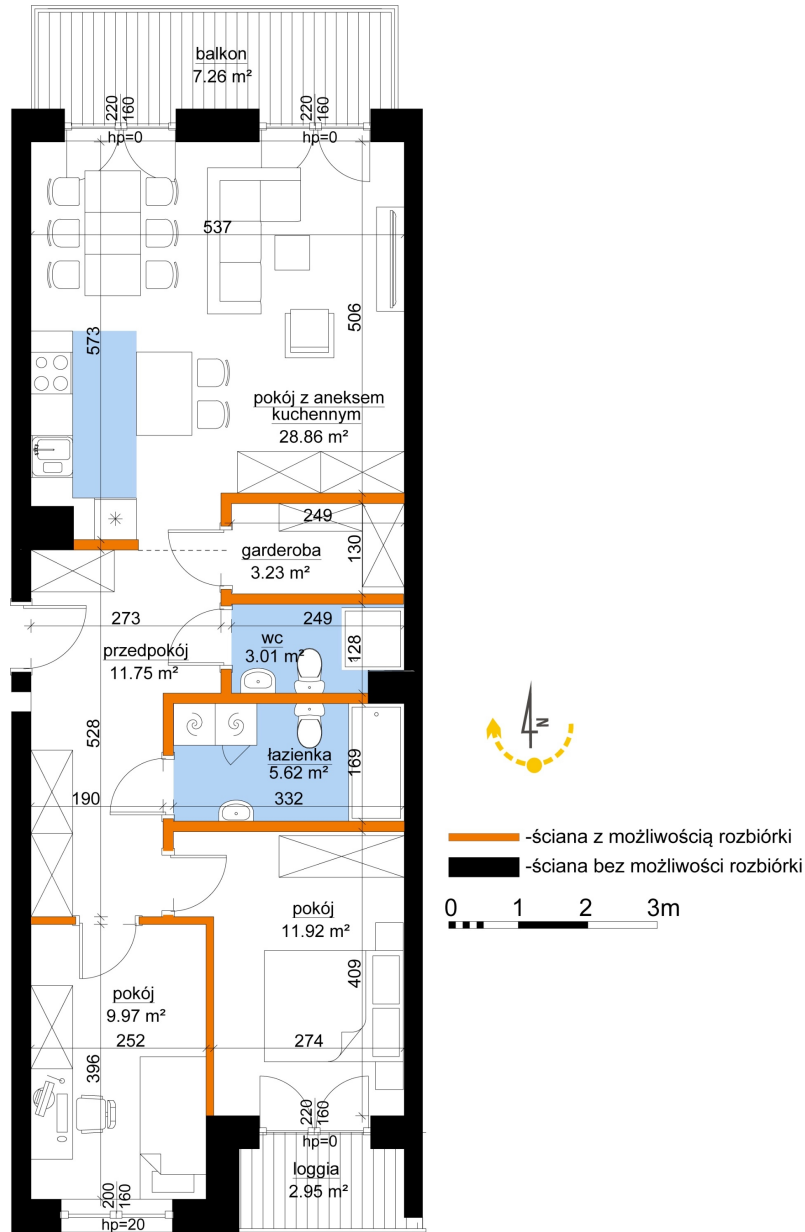 balkon
7.26 m²
220
160
hp=0
220
160
hp=0
537
573
506
pokój z aneksem
kuchennym
28.86 m²
249
garderoba
3.23 m²
130
273
249
wc
3.01 m²
128
przedpokój
11.75 m²
528
łazienka
5.62 m²
169
190
332
N
-ściana z możliwością rozbiórki
-ściana bez możliwości rozbiórki
0 1 2 3m
pokój
11.92 m²
409
pokój
9.97 m²
252
274
396
220
160
hp=0
loggia
2.95 m²
200
160
hp=20